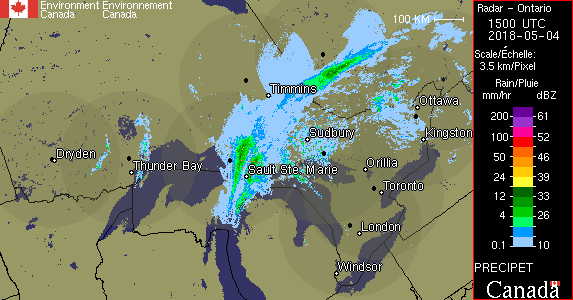 Environment Environnement
Canada Canada
100 KM
Timmins
Ottawa
Sudbury
Kingston
Dryden
Thunder Bay
Sault Ste. Marie
Orillia
Toronto
London
Windsor
Radar - Ontario
1500 UTC
2018-05-04
Scale/Échelle:
3.5 km/Pixel
Rain/Pluie
mm/hr dBZ
200 61
100 52
50 46
24 39
12 33
4 26
0.1 10
PRECIPET
Canada